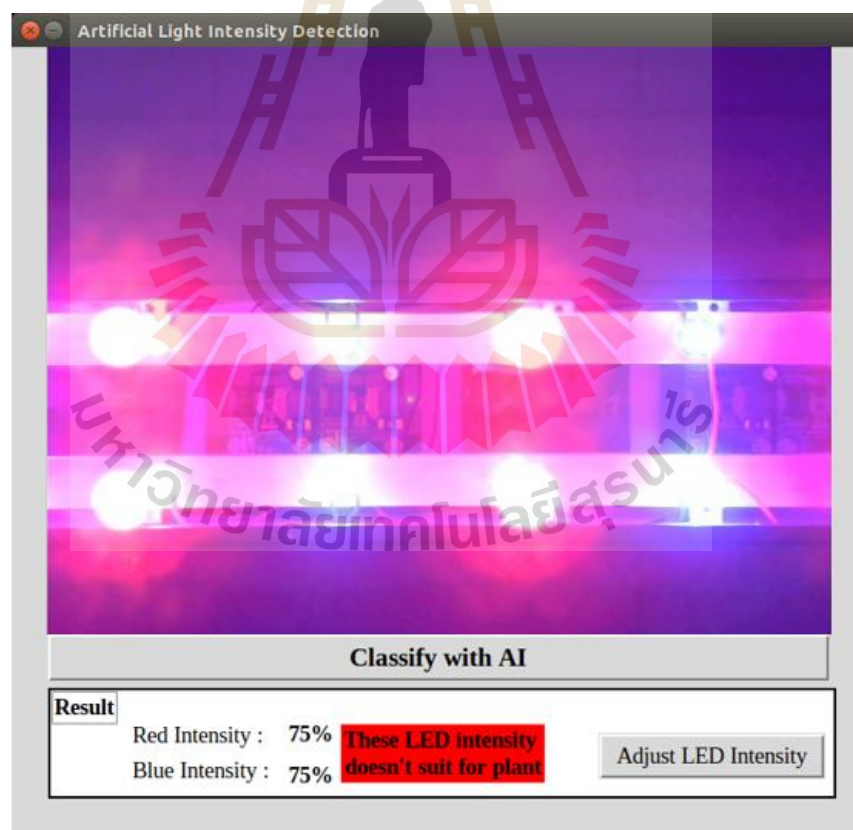 Artificial Light Intensity Detection
มหาวิทยาลัยเทคโนโลยีสุรนารี
Classify with AI
Result
Red Intensity : 75%
Blue Intensity : 75%
These LED intensity
doesn't suit for plant
Adjust LED Intensity